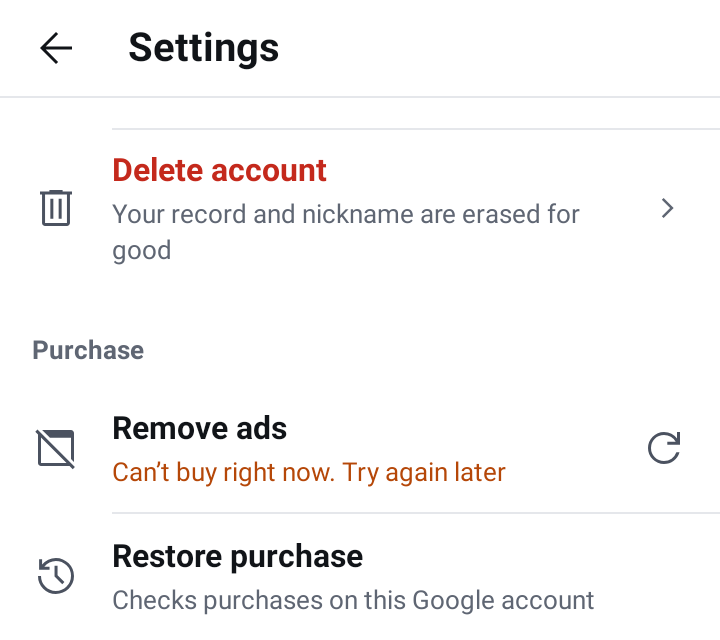 Settings
Delete account
Your record and nickname are erased for
good
Purchase
Remove ads
Can’t buy right now. Try again later
Restore purchase
Checks purchases on this Google account